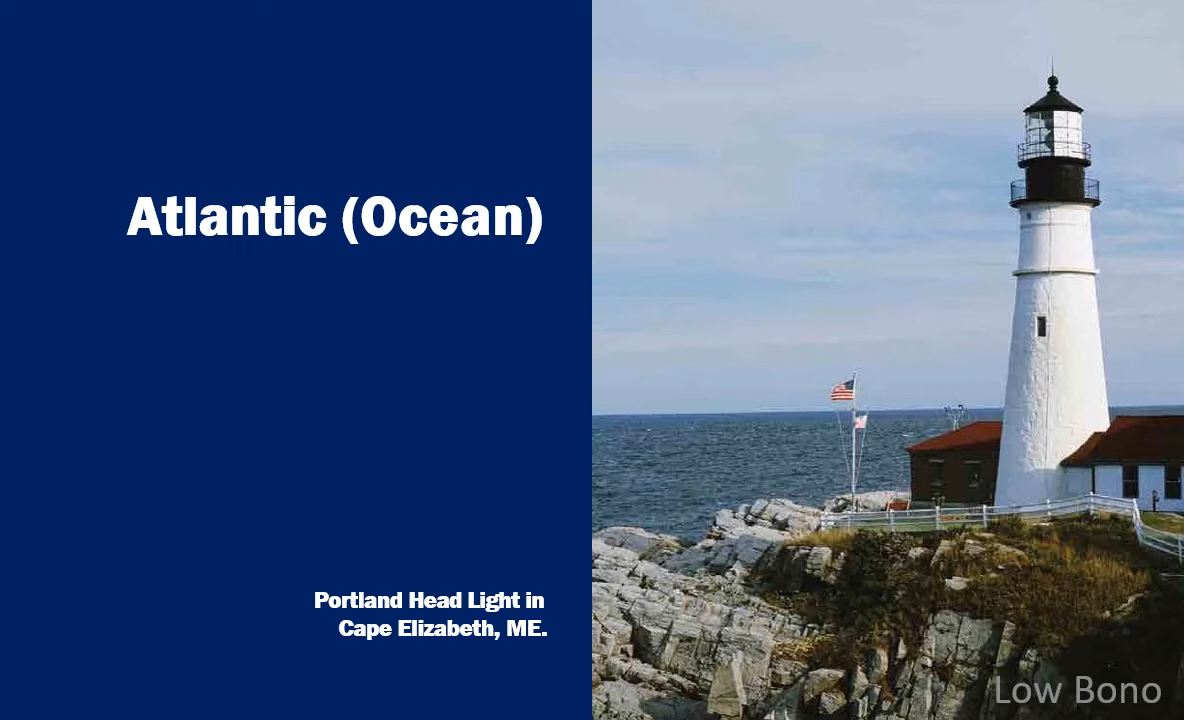 Atlantic (Ocean)
Portland Head Light in
Cape Elizabeth, ME.
Low Bono